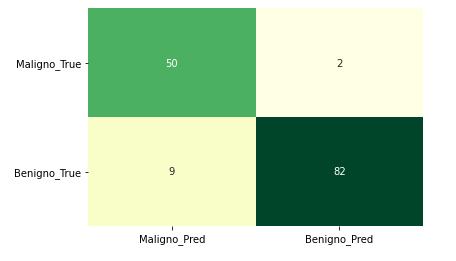 Maligno_True 50 2
Benigno_True 9 82
Maligno_Pred Benigno_Pred